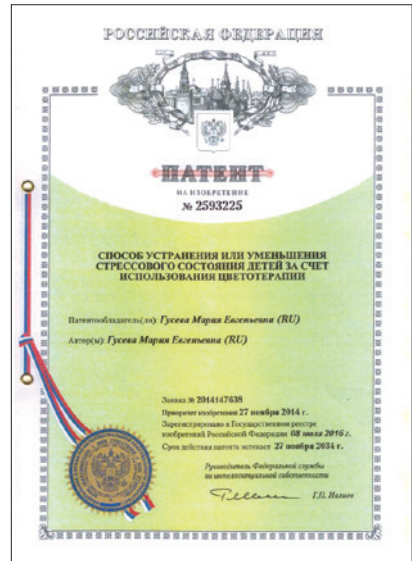 РОССИЙСКАЯ ФЕДЕРАЦИЯ
ПАТЕНТ
НА ИЗОБРЕТЕНИЕ
№ 2593225
СПОСОБ УСТРАНЕНИЯ ИЛИ УМЕНЬШЕНИЯ
СТРЕССОВОГО СОСТОЯНИЯ ДЕТЕЙ ЗА СЧЕТ
ИСПОЛЬЗОВАНИЯ ЦВЕТОТЕРАПИИ
Патентообладатель(ли): Гусева Мария Евгеньевна (RU)
Автор(ы): Гусева Мария Евгеньевна (RU)
Заявка № 2014147638
Приоритет изобретения 27 ноября 2014 г.
Зарегистрировано в Государственном реестре
изобретений Российской Федерации 08 июля 2016 г.
Срок действия патента истекает 27 ноября 2034 г.
Руководитель Федеральной службы
по интеллектуальной собственности
Г.П. Ивлиев